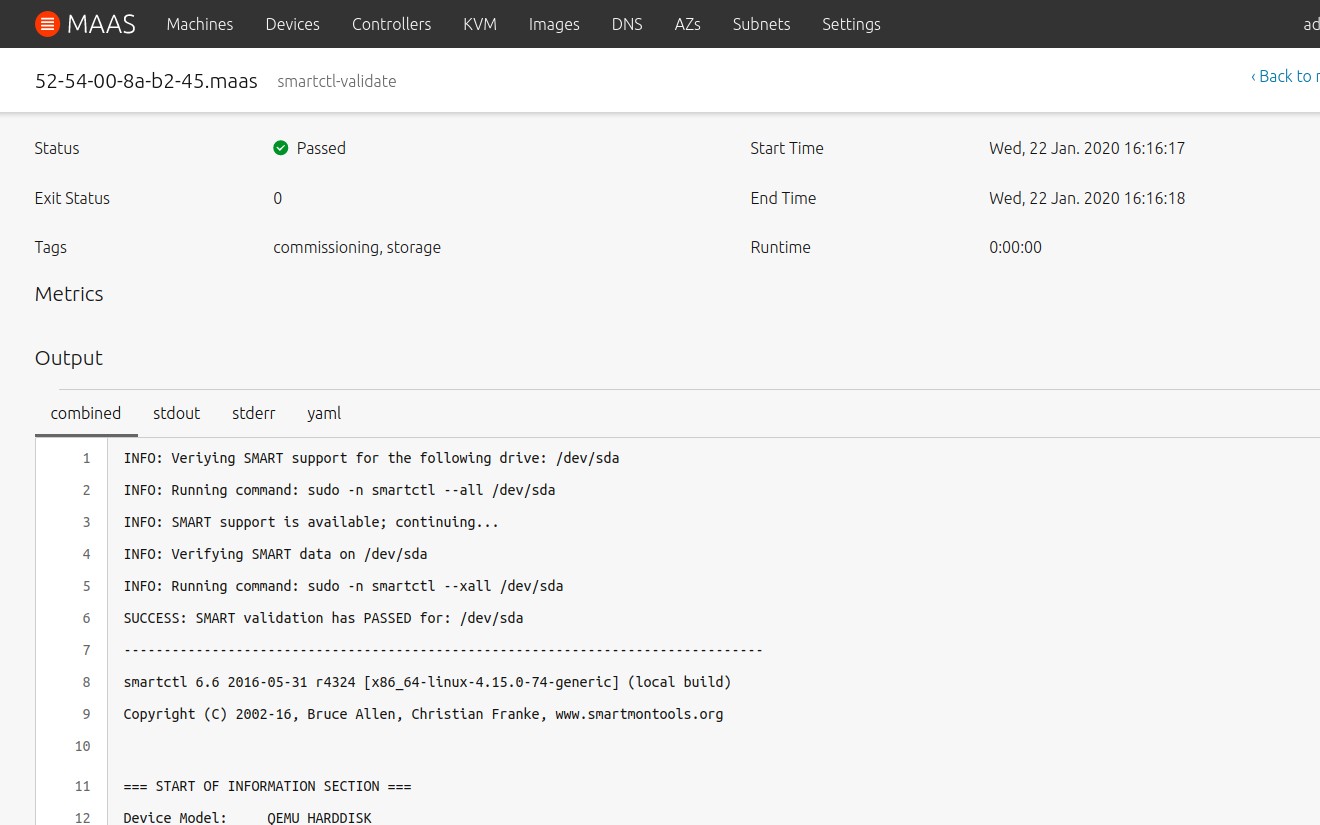 MAAS Machines Devices Controllers KVM Images DNS AZs Subnets Settings
52-54-00-8a-b2-45.maas smartctl-validate ‹ Back to
Status Passed Start Time Wed, 22 Jan. 2020 16:16:17
Exit Status 0 End Time Wed, 22 Jan. 2020 16:16:18
Tags commissioning, storage Runtime 0:00:00
Metrics
Output
combined stdout stderr yaml
1 INFO: Veriying SMART support for the following drive: /dev/sda
2 INFO: Running command: sudo -n smartctl --all /dev/sda
3 INFO: SMART support is available; continuing...
4 INFO: Verifying SMART data on /dev/sda
5 INFO: Running command: sudo -n smartctl --xall /dev/sda
6 SUCCESS: SMART validation has PASSED for: /dev/sda
7 --------------------------------------------------------------------------------
8 smartctl 6.6 2016-05-31 r4324 [x86_64-linux-4.15.0-74-generic] (local build)
9 Copyright (C) 2002-16, Bruce Allen, Christian Franke, www.smartmontools.org
10
11 === START OF INFORMATION SECTION ===
12 Device Model: QEMU HARDDISK